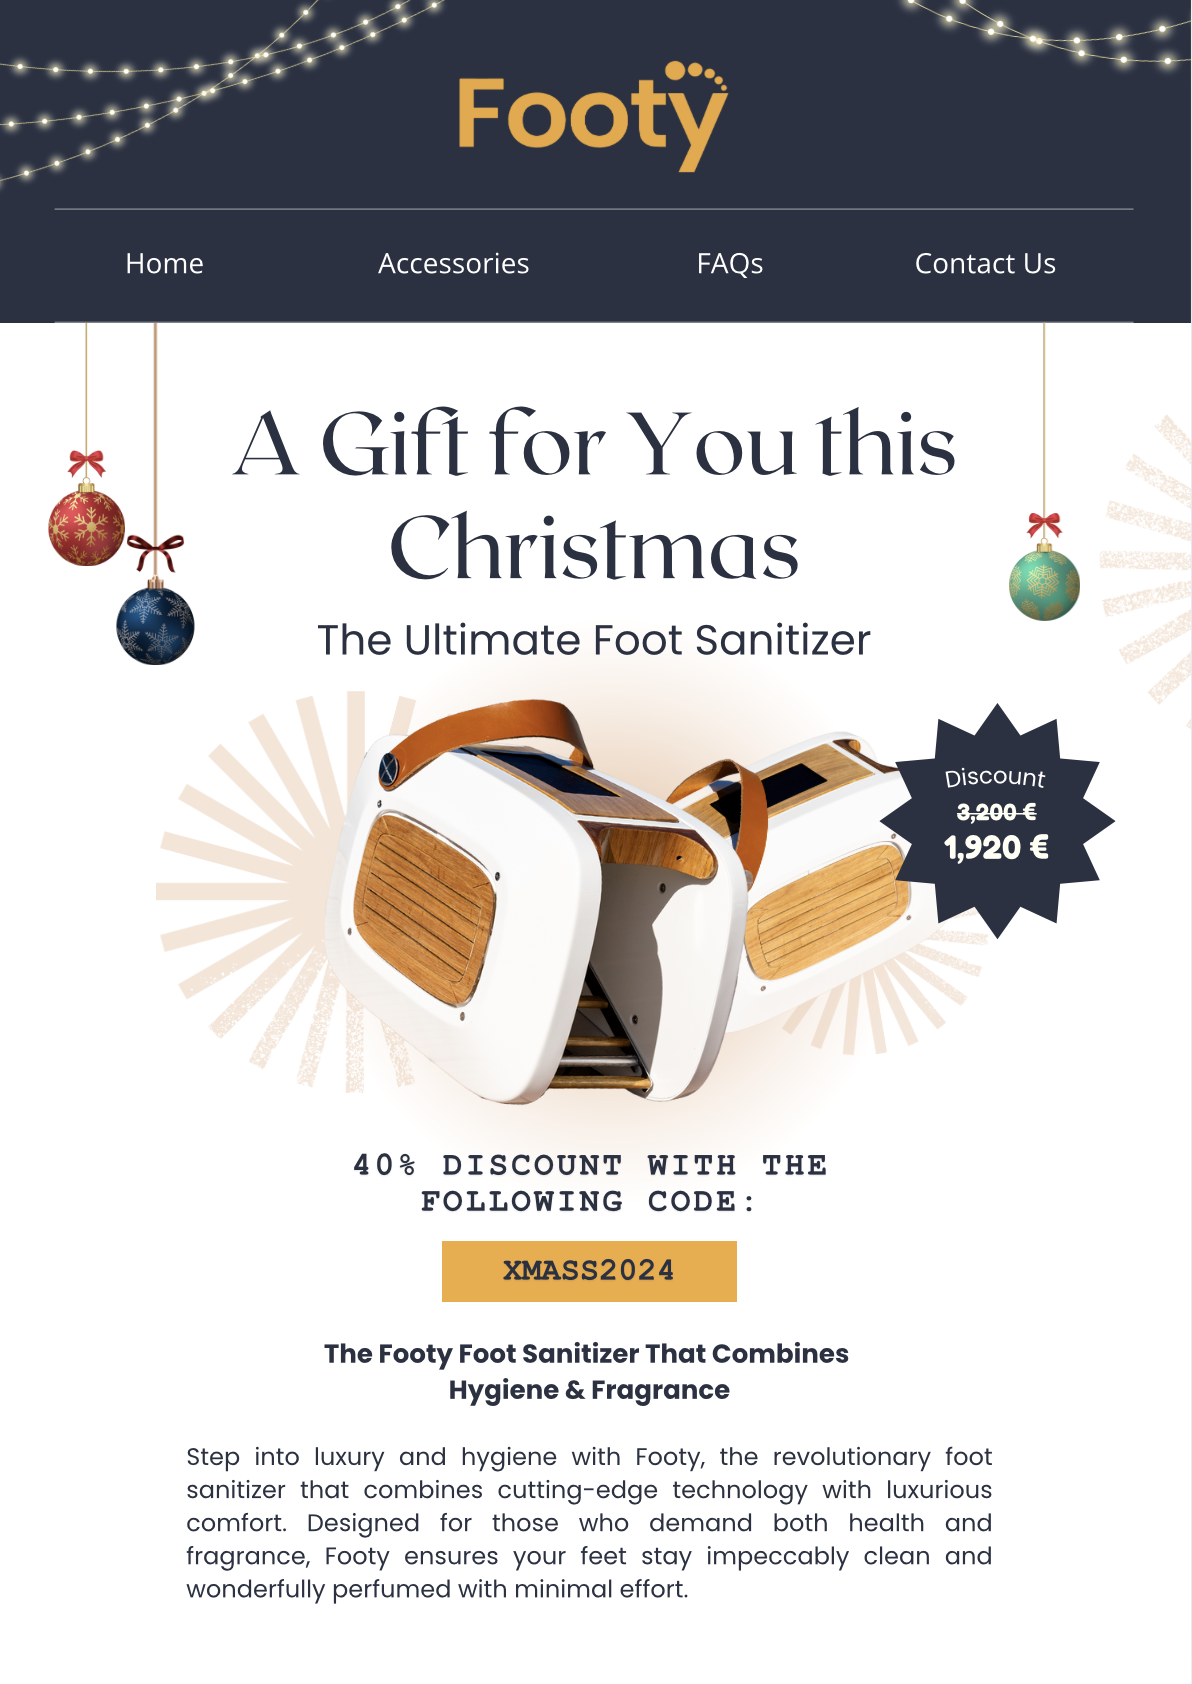 Footy
Home Accessories FAQs Contact Us
A Gift for You this
Christmas
The Ultimate Foot Sanitizer
Discount
3,200 €
1,920 €
40% DISCOUNT WITH THE
FOLLOWING CODE:
XMASS2024
The Footy Foot Sanitizer That Combines
Hygiene & Fragrance
Step into luxury and hygiene with Footy, the revolutionary foot
sanitizer that combines cutting-edge technology with luxurious
comfort. Designed for those who demand both health and
fragrance, Footy ensures your feet stay impeccably clean and
wonderfully perfumed with minimal effort.